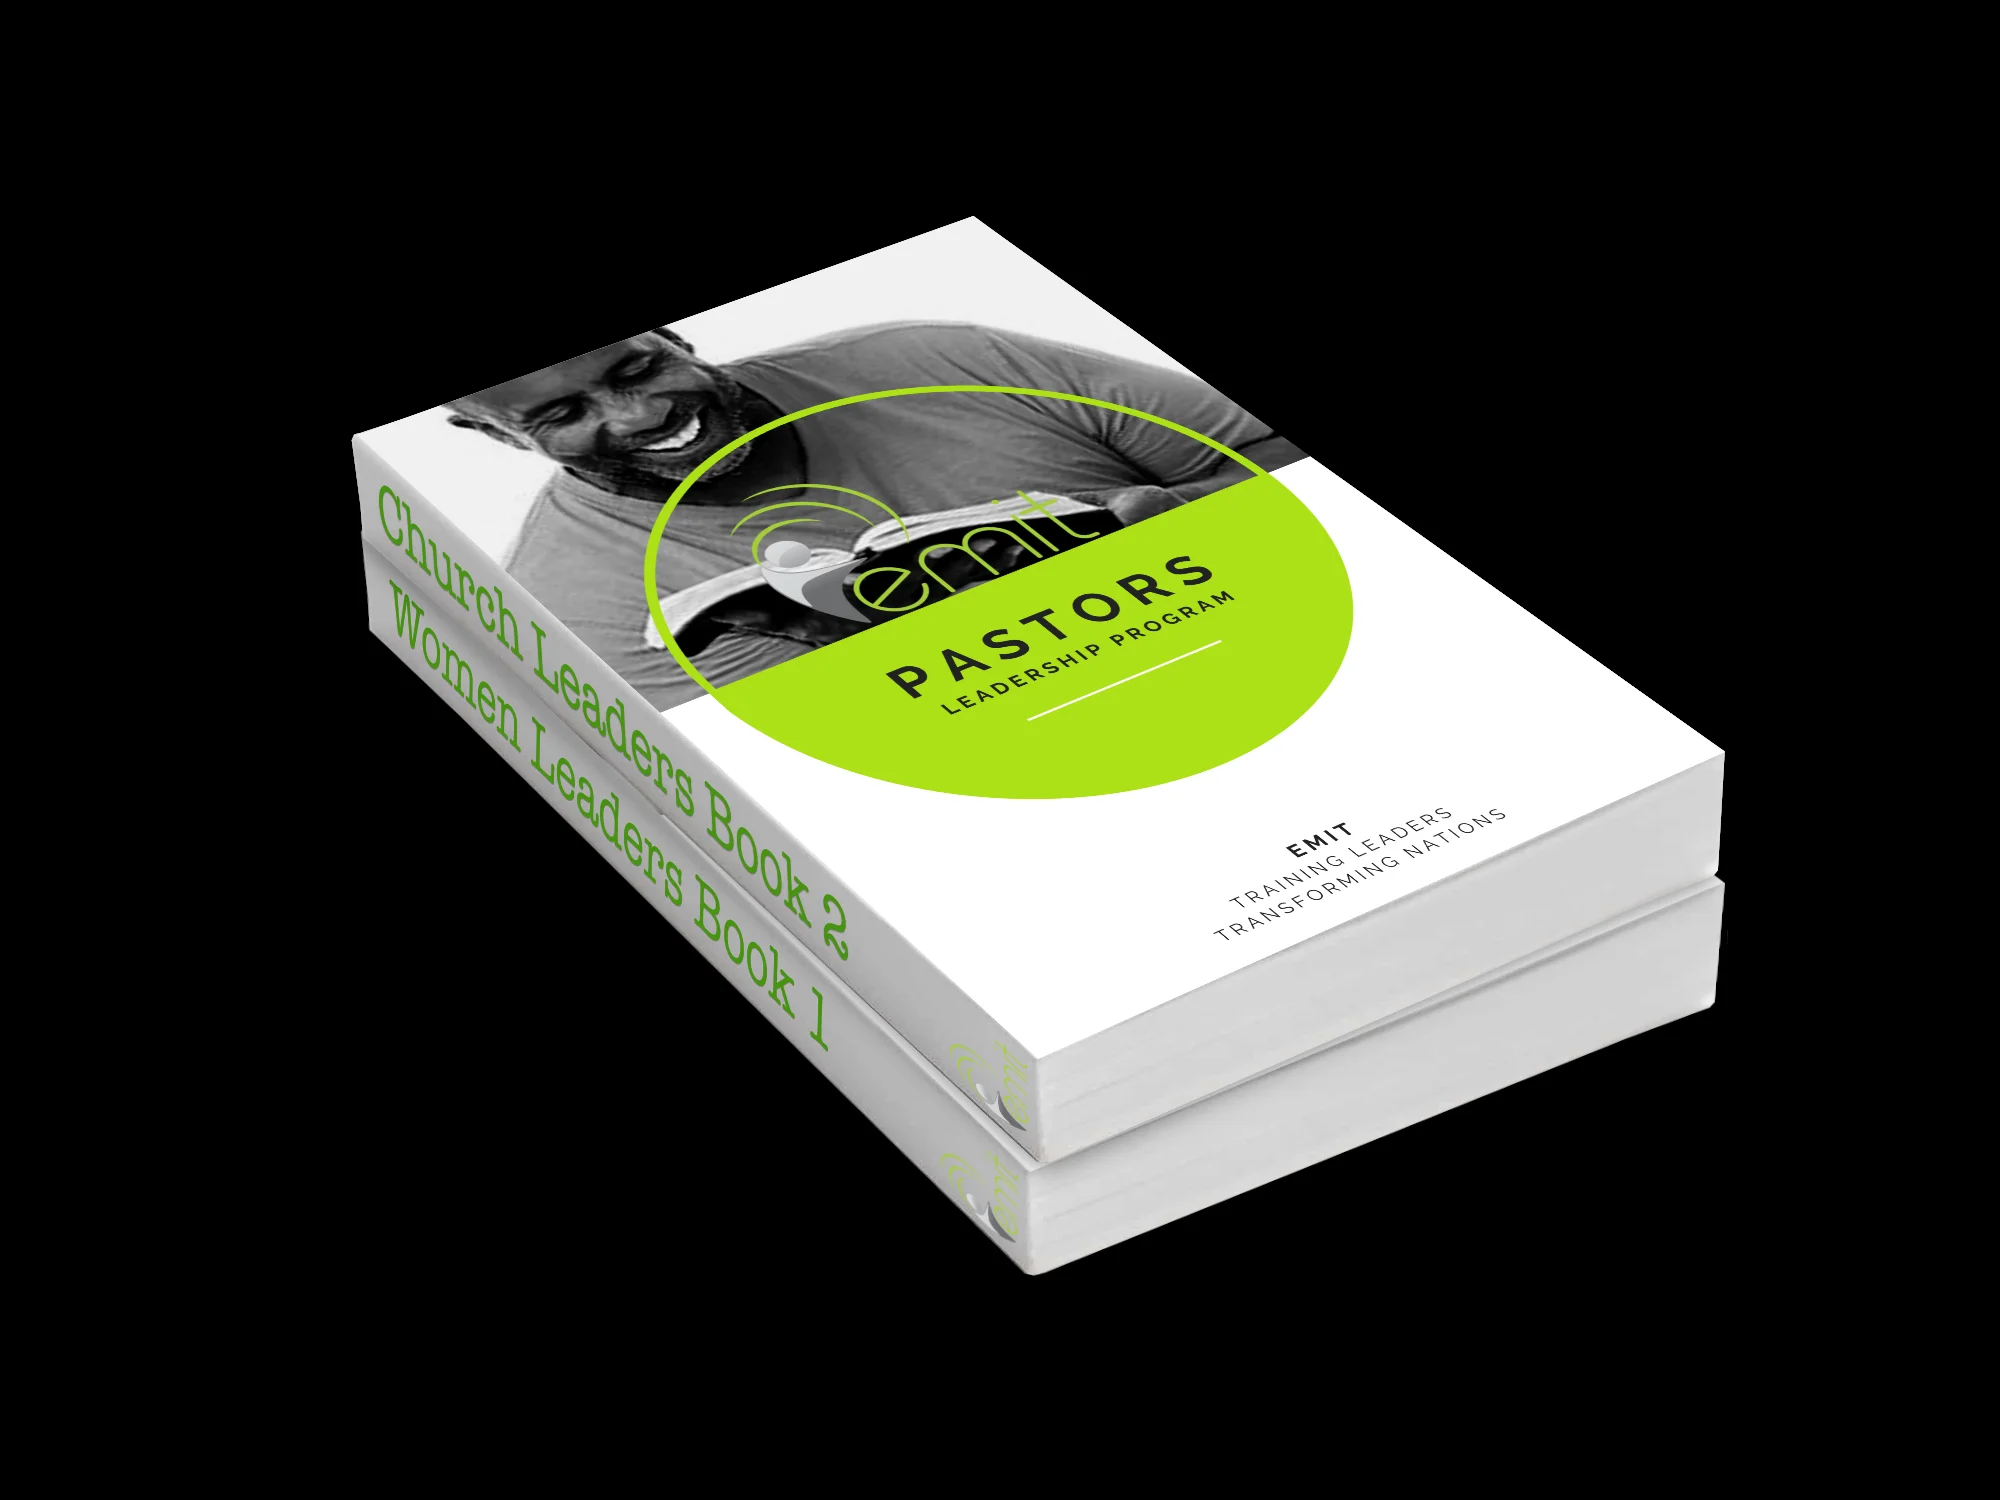 emit
PASTORS
LEADERSHIP PROGRAM
EMIT
TRAINING LEADERS
TRANSFORMING NATIONS
Church Leaders Book 2
emit
Women Leaders Book 1
emit